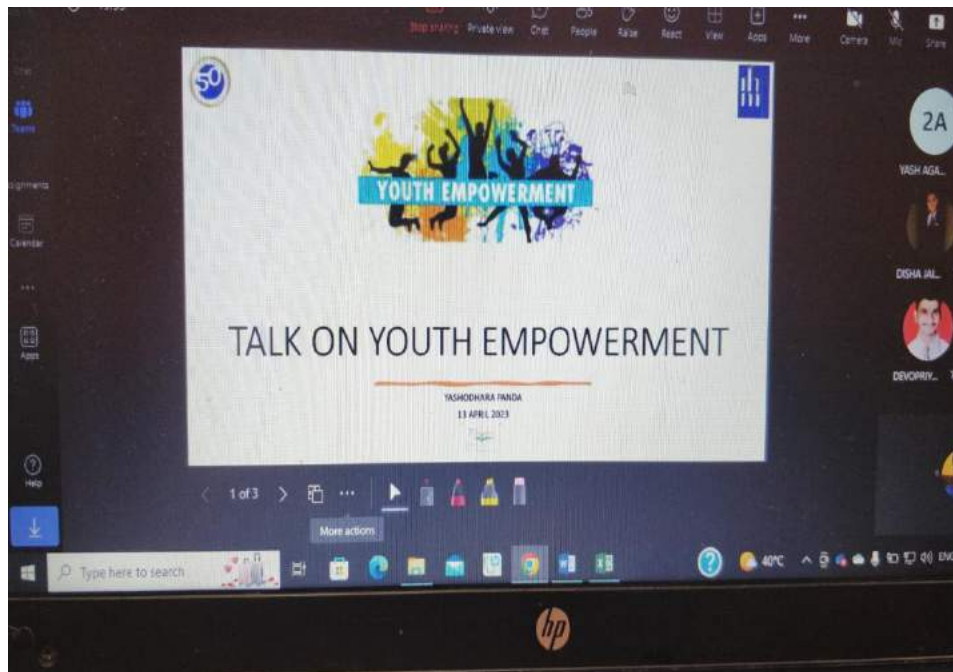 Stop sharing Private view Chat People Raise React View Apps More Camera Mic Share
50
YOUTH EMPOWERMENT
TALK ON YOUTH EMPOWERMENT
YASHODHARA PANDA
13 APRIL 2023
Teams
Calendar
...
Apps
Help
2A
YASH AGA...
DISHA JAL...
DEVOPRIY...
1 of 3
More actions
Type here to search
40°C
ENG
hp